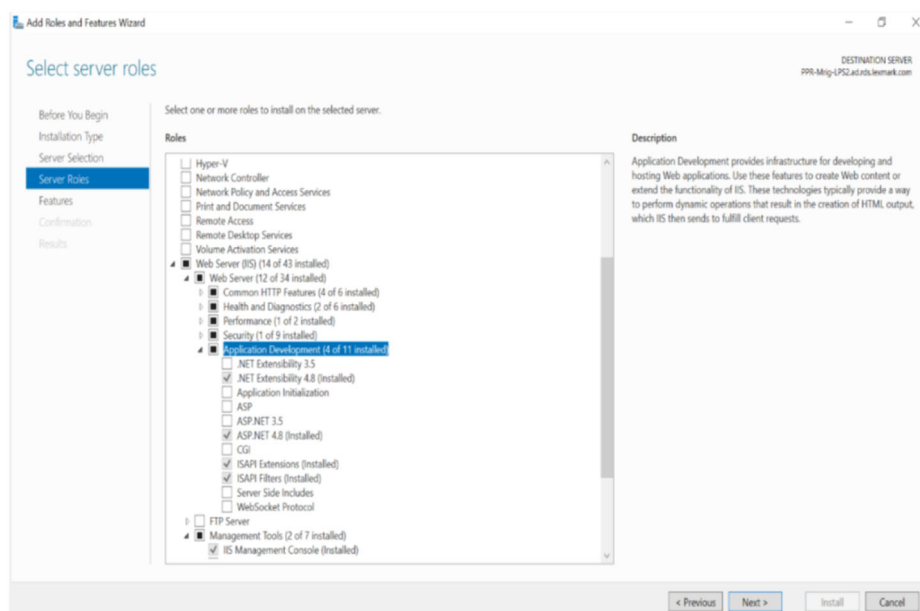 Add Roles and Features Wizard
Select server roles
DESTINATION SERVER
PPR-Mrig-LPS2.ad.rds.lexmark.com
Before You Begin
Installation Type
Server Selection
Server Roles
Features
Confirmation
Results
Select one or more roles to install on the selected server.
Roles
Hyper-V
Network Controller
Network Policy and Access Services
Print and Document Services
Remote Access
Remote Desktop Services
Volume Activation Services
Web Server (IIS) (14 of 43 installed)
Web Server (12 of 34 installed)
Common HTTP Features (4 of 6 installed)
Health and Diagnostics (2 of 6 installed)
Performance (1 of 2 installed)
Security (1 of 9 installed)
Application Development (4 of 11 installed)
.NET Extensibility 3.5
.NET Extensibility 4.8 (Installed)
Application Initialization
ASP
ASP.NET 3.5
ASP.NET 4.8 (Installed)
CGI
ISAPI Extensions (Installed)
ISAPI Filters (Installed)
Server Side Includes
WebSocket Protocol
FTP Server
Management Tools (2 of 7 installed)
IIS Management Console (Installed)
Description
Application Development provides infrastructure for developing and
hosting Web applications. Use these features to create Web content or
extend the functionality of IIS. These technologies typically provide a way
to perform dynamic operations that result in the creation of HTML output,
which IIS then sends to fulfill client requests.
< Previous
Next >
Install
Cancel